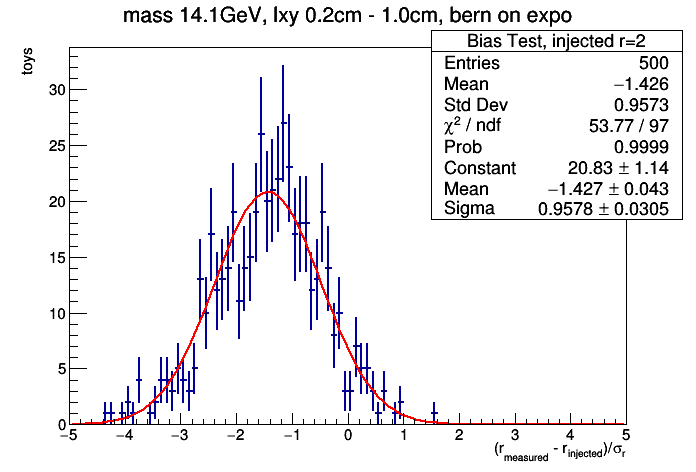 mass 14.1GeV, lxy 0.2cm - 1.0cm, bern on expo
toys
Bias Test, injected r=2
Entries 500
Mean −1.426
Std Dev 0.9573
χ² / ndf 53.77 / 97
Prob 0.9999
Constant 20.83 ± 1.14
Mean −1.427 ± 0.043
Sigma 0.9578 ± 0.0305
30
25
20
15
10
5
0
−5 −4 −3 −2 −1 0 1 2 3 4 5
(r_measured - r_injected)/σ_r